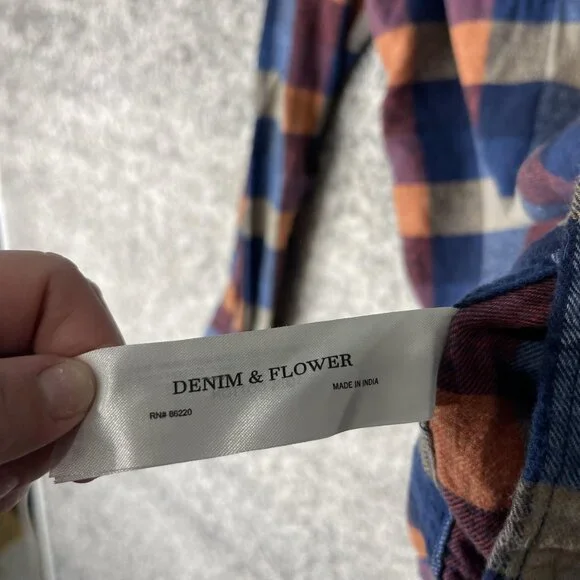 DENIM & FLOWER
RN# 86220
MADE IN INDIA